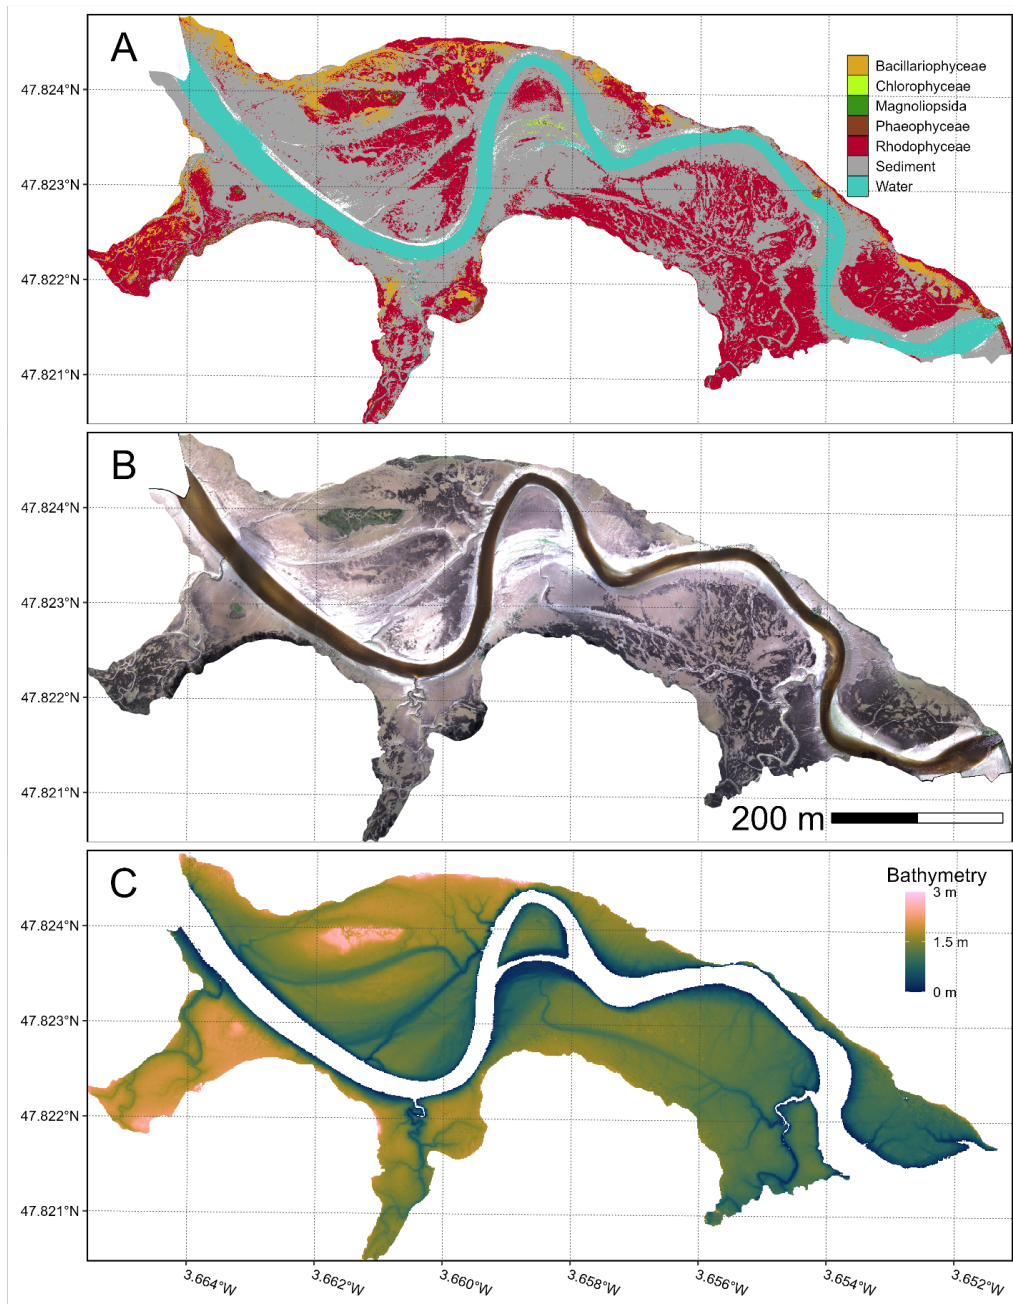 A
Bacillariophyceae
Chlorophyceae
Magnoliopsida
Phaeophyceae
Rhodophyceae
Sediment
Water
47.824°N
47.823°N
47.822°N
47.821°N
B
47.824°N
47.823°N
47.822°N
47.821°N
200 m
C
Bathymetry
3 m
1.5 m
0 m
47.824°N
47.823°N
47.822°N
47.821°N
3.664°W 3.662°W 3.660°W 3.658°W 3.656°W 3.654°W 3.652°W